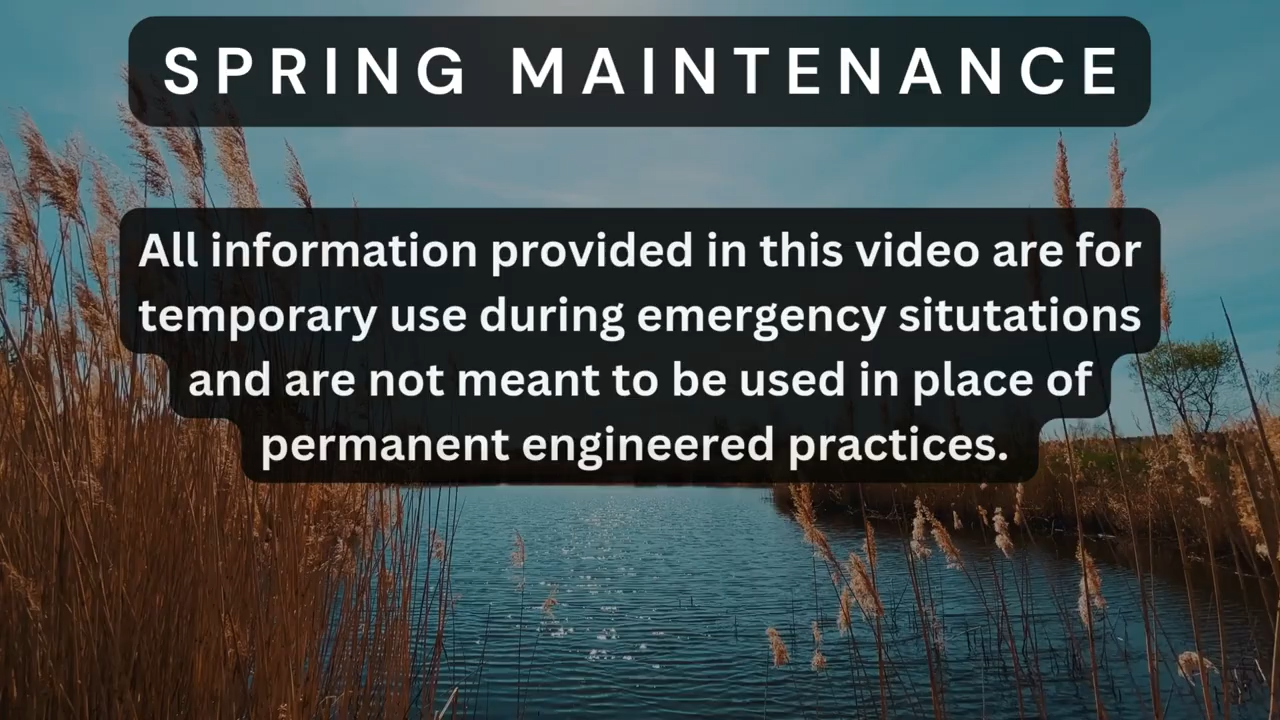 SPRING MAINTENANCE
All information provided in this video are for
temporary use during emergency situtations
and are not meant to be used in place of
permanent engineered practices.